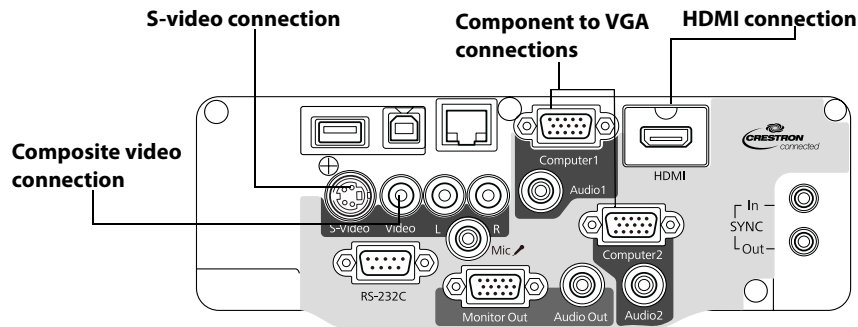 S-video connection
Component to VGA
connections
HDMI connection
Composite video
connection
Computer1
Audio1
HDMI
CRESTRON
connected
S-Video Video L R
Mic
RS-232C
Computer2
In
SYNC
Out
Monitor Out Audio Out Audio2